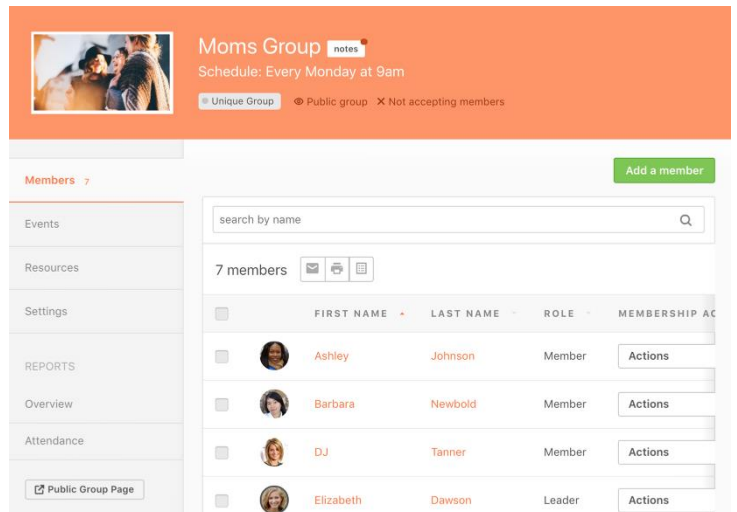 Moms Group notes
Schedule: Every Monday at 9am
Unique Group Public group Not accepting members
Members 7
Events
Resources
Settings
REPORTS
Overview
Attendance
Public Group Page
Add a member
search by name
7 members
FIRST NAME LAST NAME ROLE MEMBERSHIP AC
Ashley Johnson Member Actions
Barbara Newbold Member Actions
DJ Tanner Member Actions
Elizabeth Dawson Leader Actions